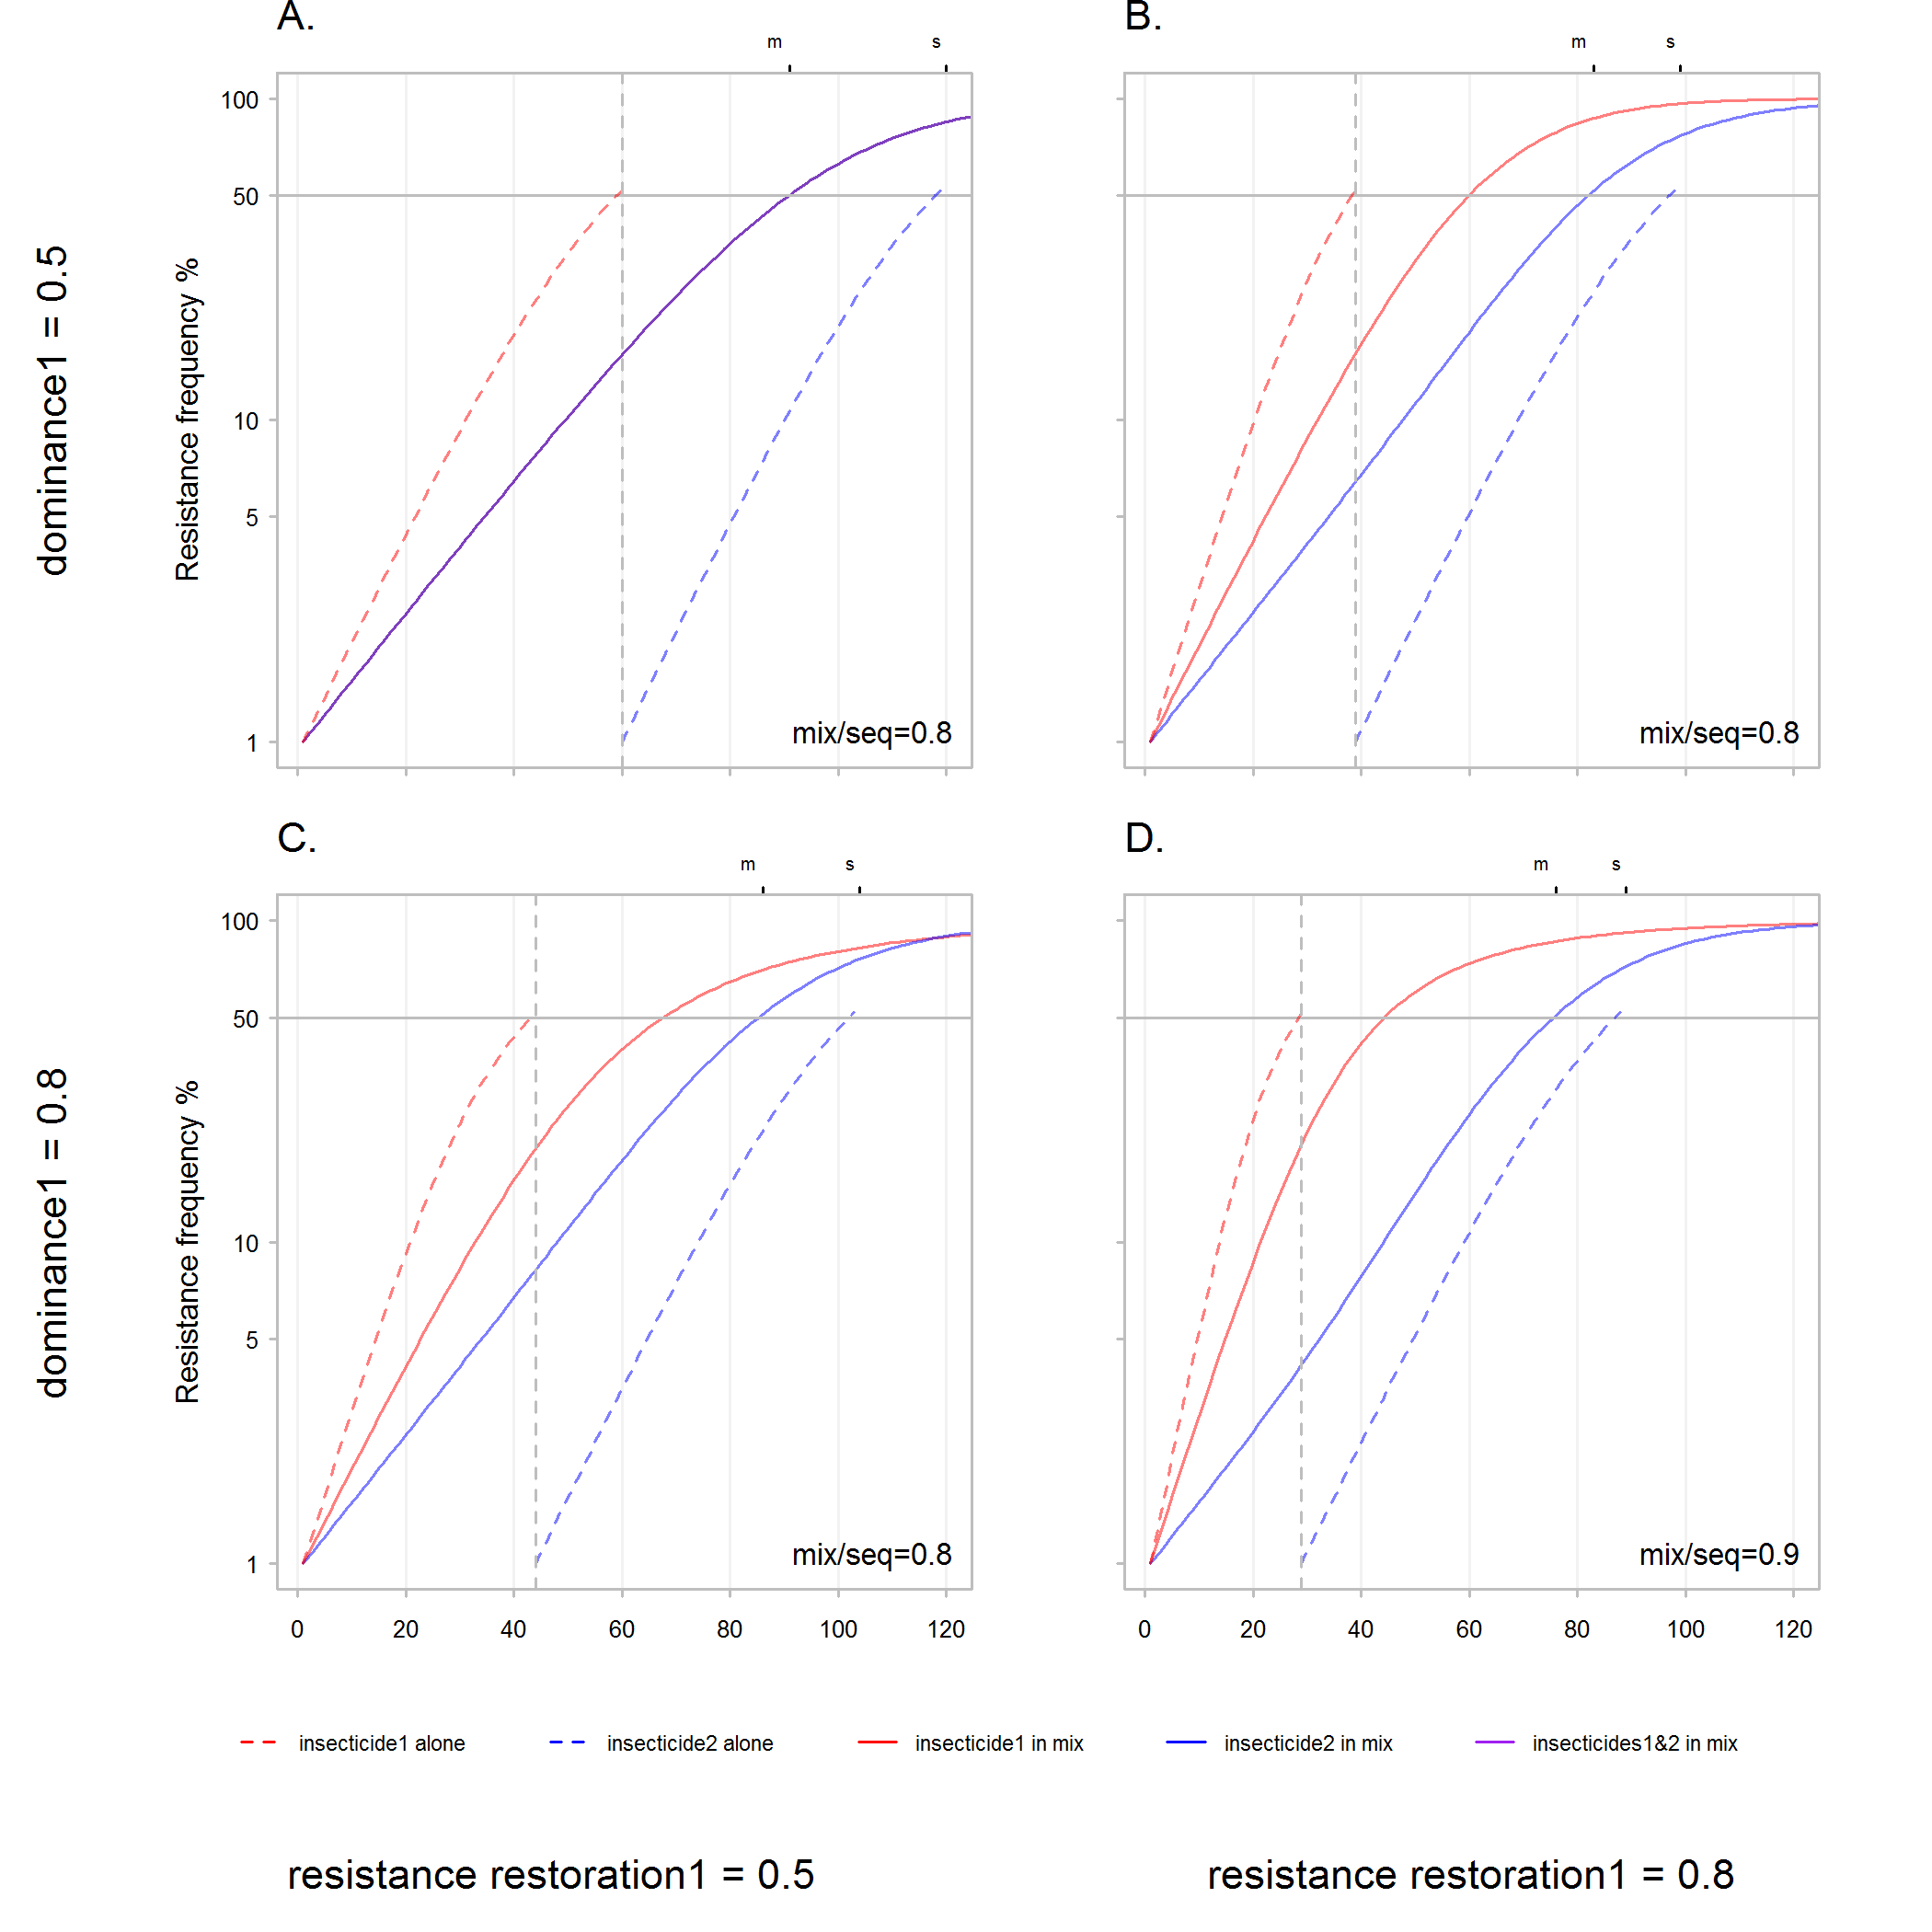 A.
m s
100
50
10
5
1
Resistance frequency %
dominance1 = 0.5
mix/seq=0.8
B.
m s
mix/seq=0.8
C.
m s
100
50
10
5
1
Resistance frequency %
dominance1 = 0.8
mix/seq=0.8
0 20 40 60 80 100 120
D.
m s
mix/seq=0.9
0 20 40 60 80 100 120
insecticide1 alone insecticide2 alone insecticide1 in mix insecticide2 in mix insecticides1&2 in mix
resistance restoration1 = 0.5 resistance restoration1 = 0.8